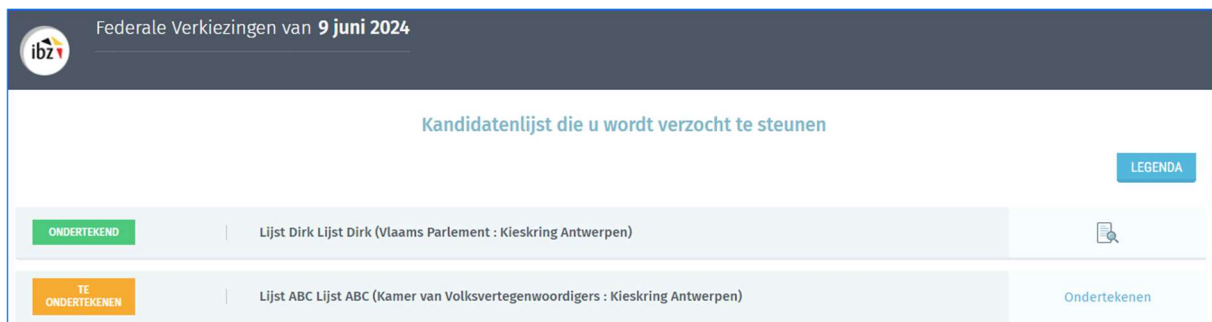 Federale Verkiezingen van 9 juni 2024
ibz
Kandidatenlijst die u wordt verzocht te steunen
LEGENDA
ONDERTEKEND
Lijst Dirk Lijst Dirk (Vlaams Parlement : Kieskring Antwerpen)
TE
ONDERTEKENEN
Lijst ABC Lijst ABC (Kamer van Volksvertegenwoordigers : Kieskring Antwerpen)
Ondertekenen